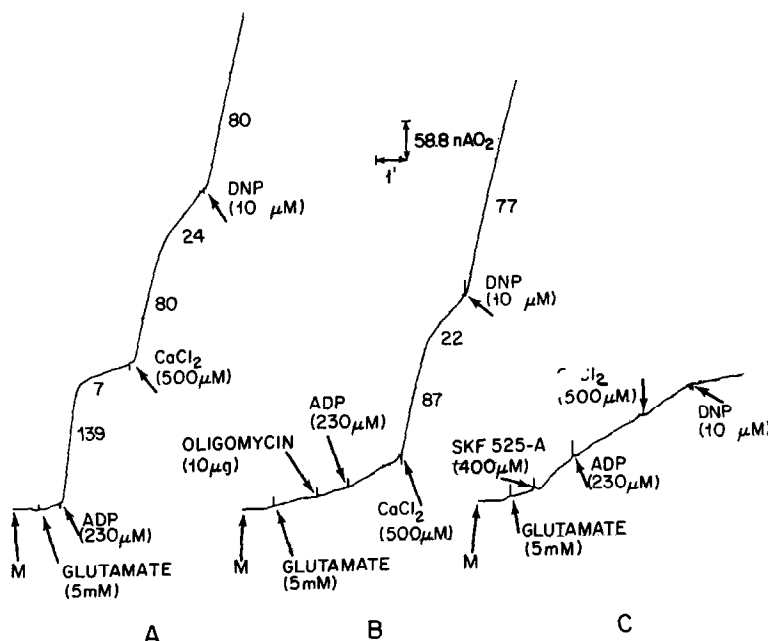 80
DNP
(10 μM)
24
80
CaCl2
(500μM)
7
139
ADP
(230μM)
M
GLUTAMATE
(5mM)
A
58.8 nAO2
1'
77
DNP
(10 μM)
22
87
ADP
(230μM)
OLIGOMYCIN
(10μg)
CaCl2
(500μM)
M
GLUTAMATE
(5mM)
B
(500μM)
DNP
(10 μM)
SKF 525-A
(400μM)
ADP
(230μM)
GLUTAMATE
(5mM)
M
C